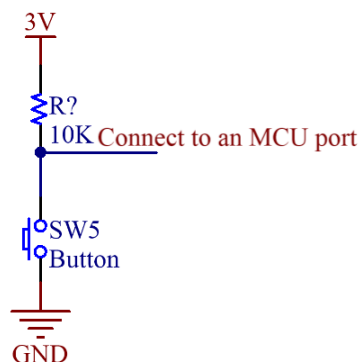 3V
R?
10K
Connect to an MCU port
SW5
Button
GND